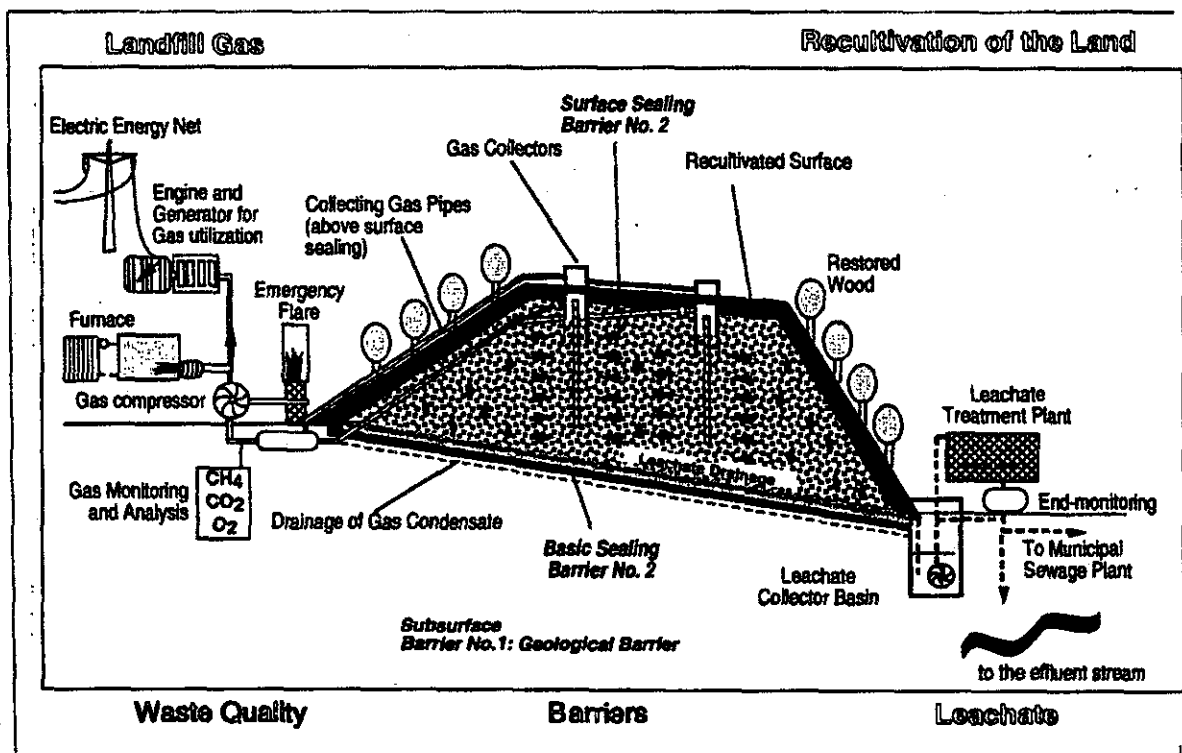 Landfill Gas
Recultivation of the Land
Electric Energy Net
Engine and
Generator for
Gas utilization
Collecting Gas Pipes
(above surface
sealing)
Gas Collectors
Surface Sealing
Barrier No. 2
Recultivated Surface
Restored
Wood
Emergency
Flare
Furnace
Gas compressor
Gas Monitoring
and Analysis
CH4
CO2
O2
Drainage of Gas Condensate
Leachate Drainage
Basic Sealing
Barrier No. 2
Subsurface
Barrier No.1: Geological Barrier
Leachate
Treatment Plant
End-monitoring
To Municipal
Sewage Plant
Leachate
Collector Basin
to the effluent stream
Waste Quality
Barriers
Leachate